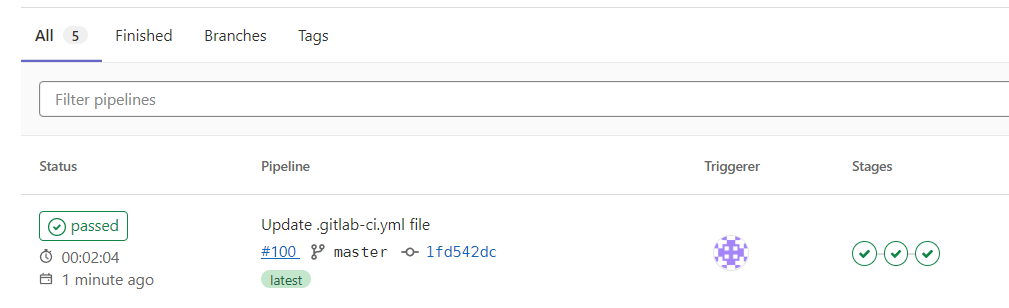 All 5 Finished Branches Tags
Filter pipelines
Status Pipeline Triggerer Stages
passed
00:02:04
1 minute ago
Update .gitlab-ci.yml file
#100 master 1fd542dc
latest